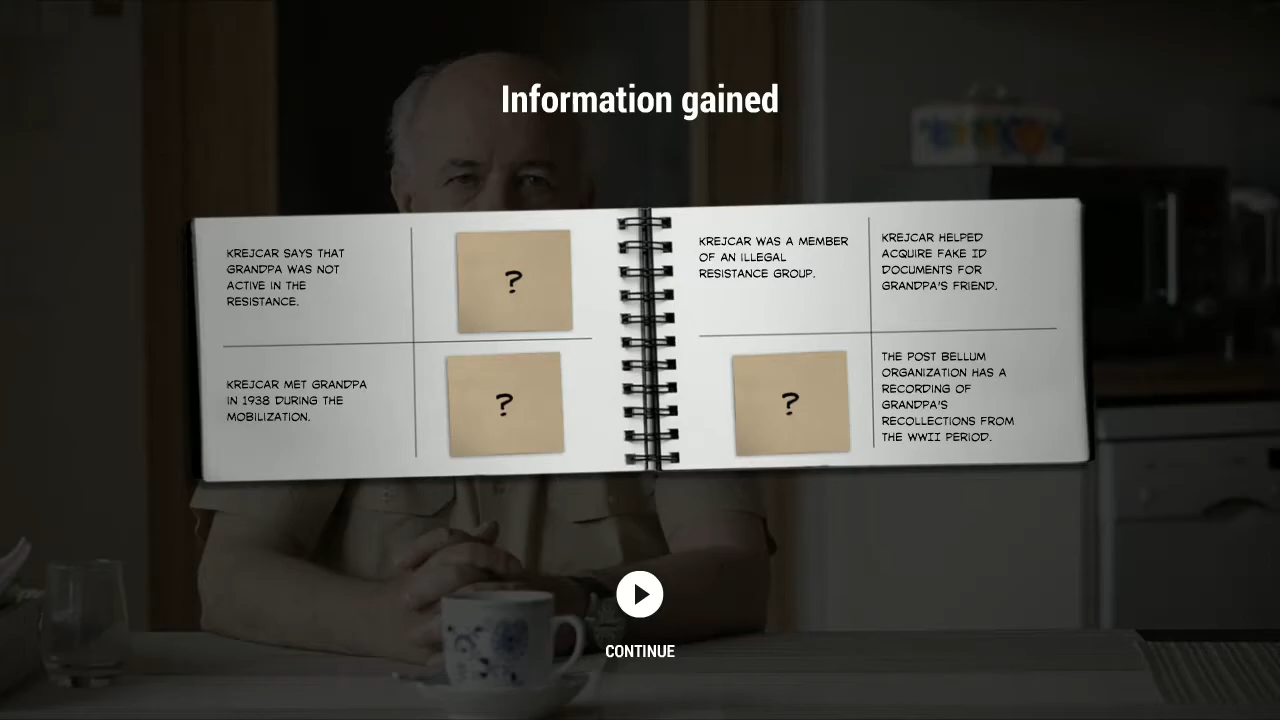 Information gained
KREJCAR SAYS THAT
GRANDPA WAS NOT
ACTIVE IN THE
RESISTANCE.
?
KREJCAR MET GRANDPA
IN 1938 DURING THE
MOBILIZATION.
?
KREJCAR WAS A MEMBER
OF AN ILLEGAL
RESISTANCE GROUP.
KREJCAR HELPED
ACQUIRE FAKE ID
DOCUMENTS FOR
GRANDPA'S FRIEND.
?
THE POST BELLUM
ORGANIZATION HAS A
RECORDING OF
GRANDPA'S
RECOLLECTIONS FROM
THE WWII PERIOD.
CONTINUE